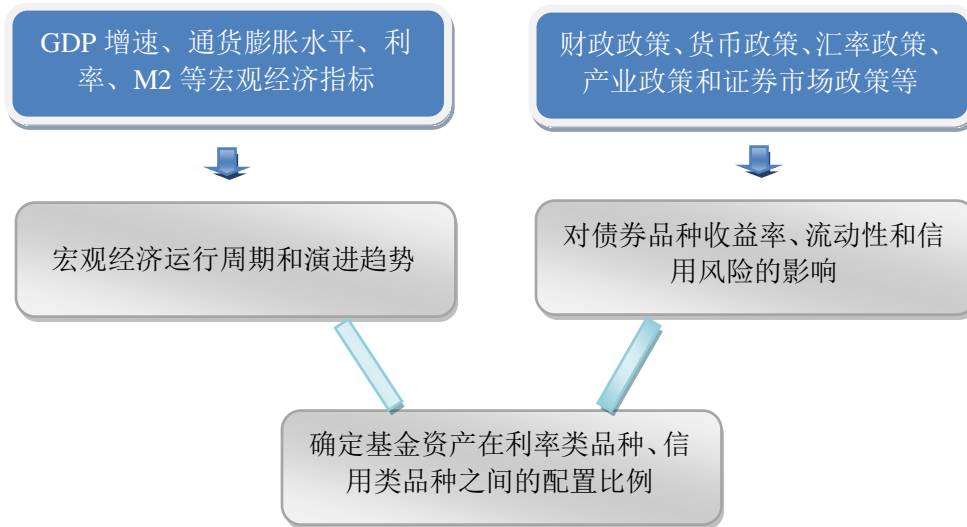 GDP 增速、通货膨胀水平、利
率、M2 等宏观经济指标
财政政策、货币政策、汇率政策、
产业政策和证券市场政策等
宏观经济运行周期和演进趋势
对债券品种收益率、流动性和信
用风险的影响
确定基金资产在利率类品种、信
用类品种之间的配置比例